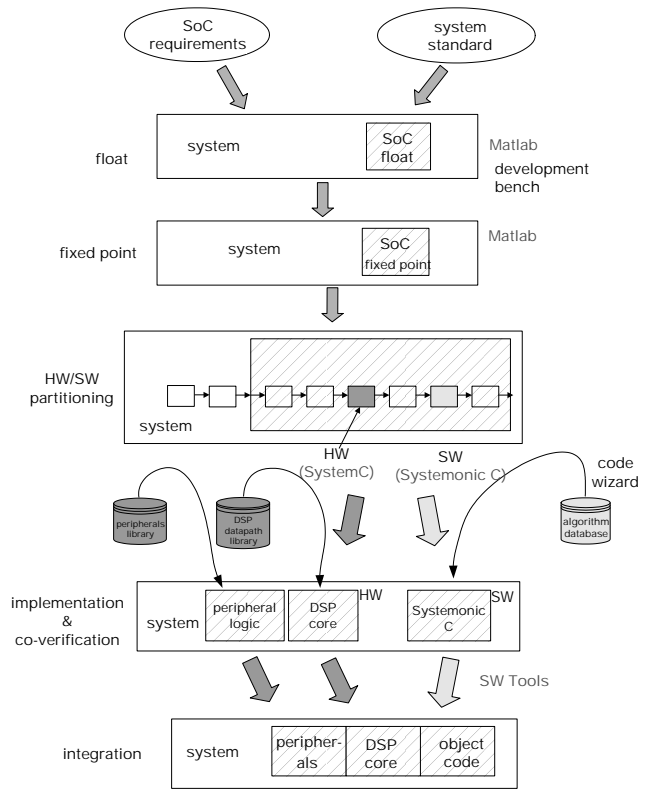 SoC
requirements
system
standard
float
system
SoC
float
Matlab
development
bench
fixed point
system
SoC
fixed point
Matlab
HW/SW
partitioning
system
HW
(SystemC)
SW
(Systemonic C)
code
wizard
peripherals
library
DSP
datapath
library
algorithm
database
implementation
&
co-verification
system
peripheral
logic
DSP
core
HW
Systemonic
C
SW
SW Tools
integration
system
peripher-
als
DSP
core
object
code